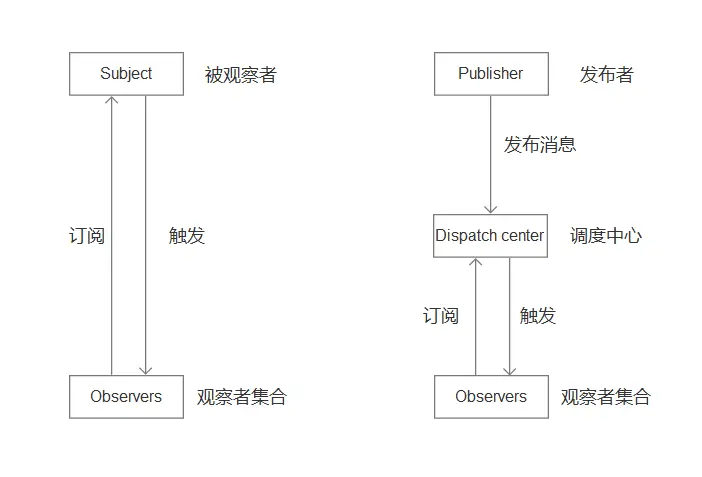 Subject 被观察者
订阅 触发
Observers 观察者集合
Publisher 发布者
发布消息
Dispatch center 调度中心
订阅 触发
Observers 观察者集合